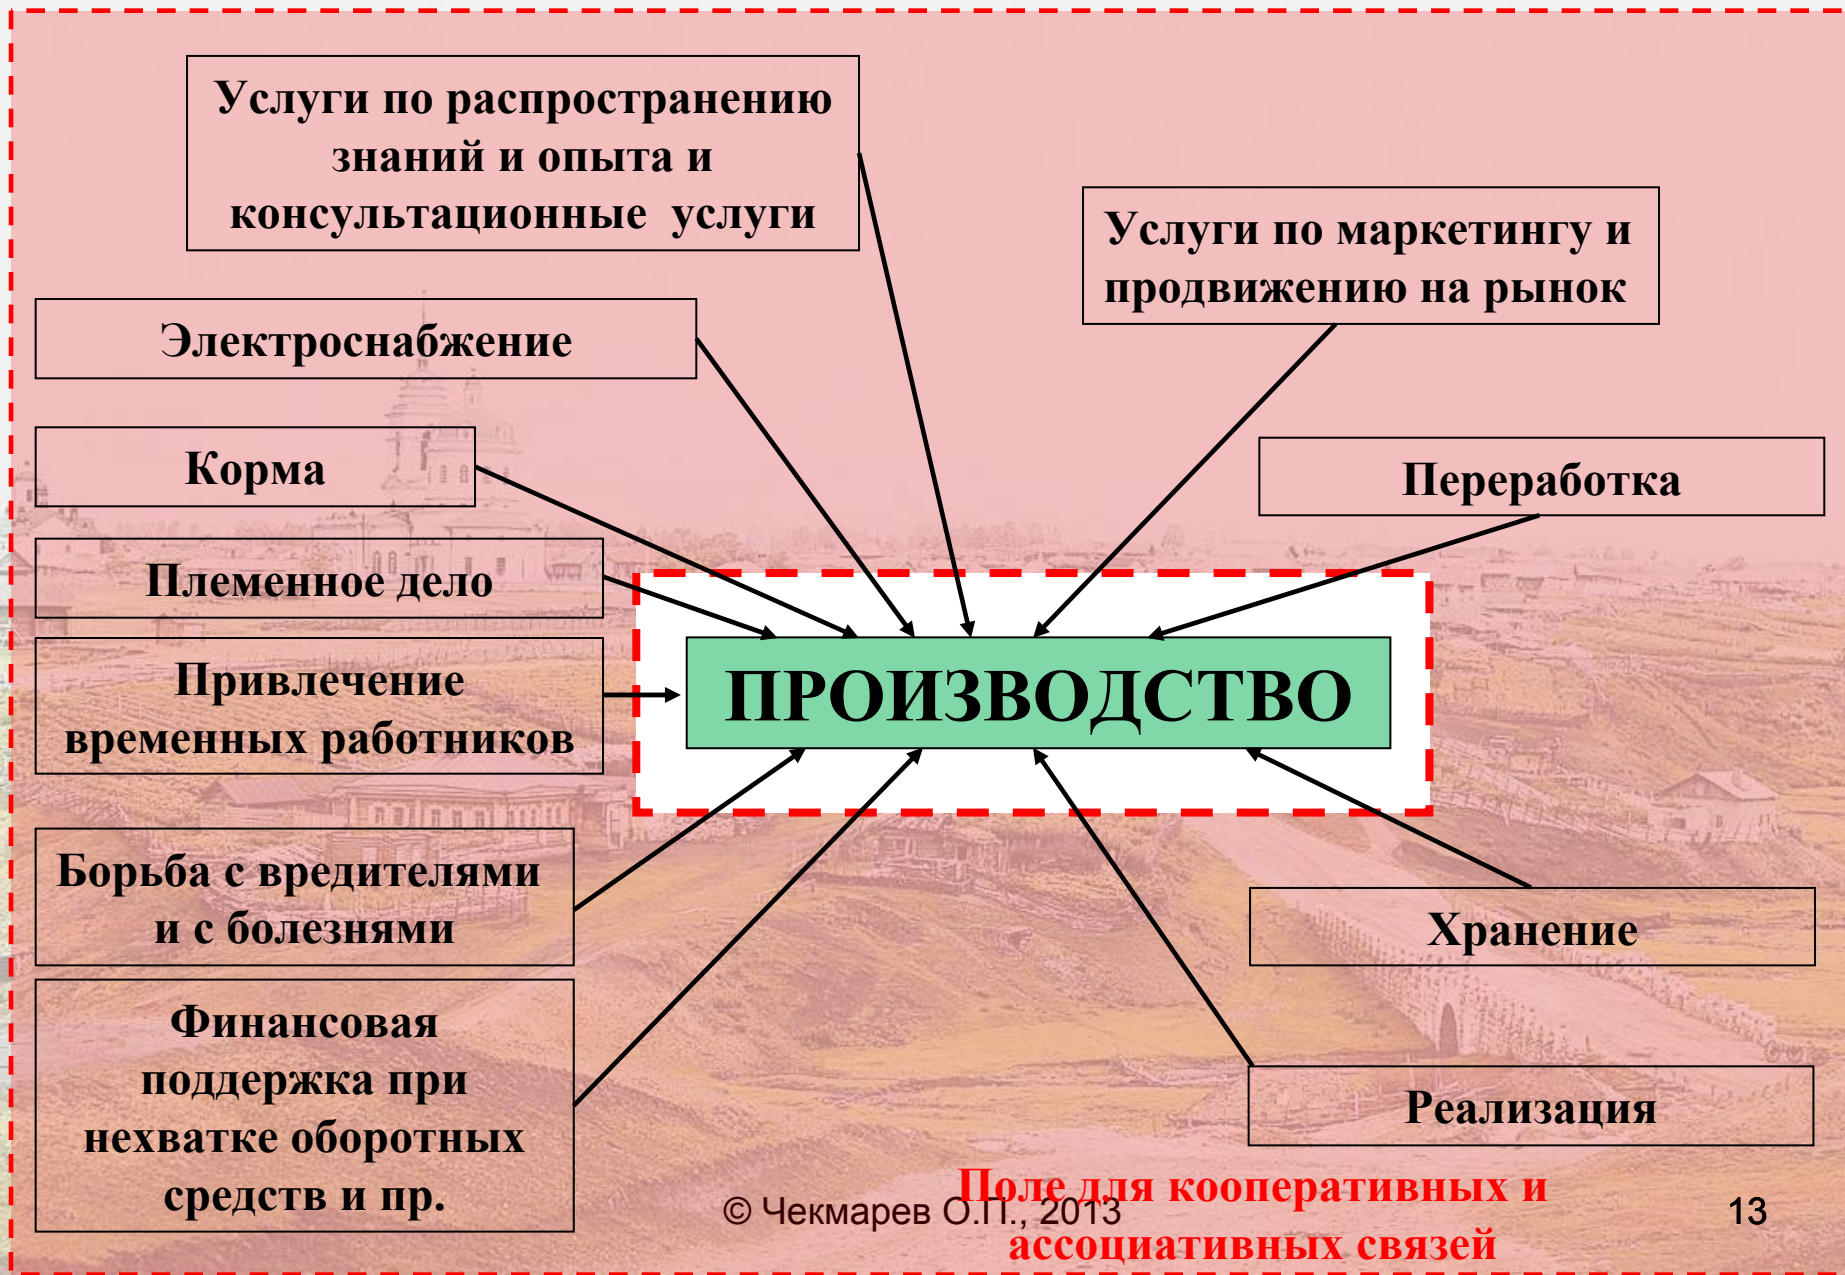 Услуги по распространению
знаний и опыта и
консультационные услуги
Услуги по маркетингу и
продвижению на рынок
Электроснабжение
Корма
Переработка
Племенное дело
Привлечение
временных работников
ПРОИЗВОДСТВО
Борьба с вредителями
и с болезнями
Хранение
Финансовая
поддержка при
нехватке оборотных
средств и пр.
Реализация
Поле для кооперативных и
ассоциативных связей
© Чекмарев О.П., 2013
13